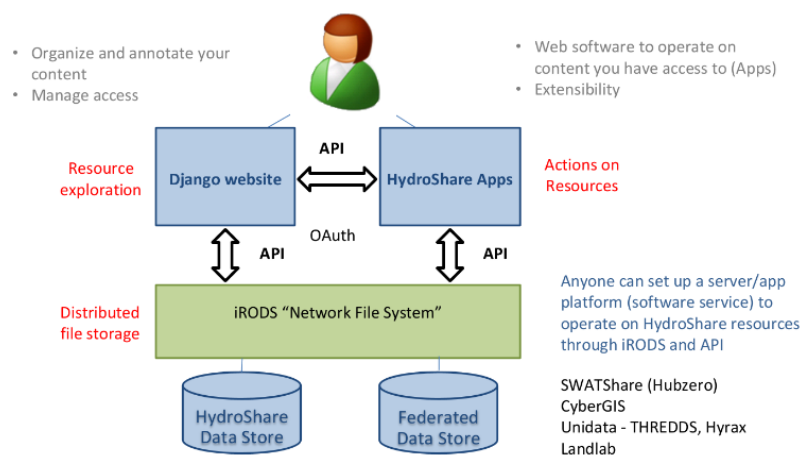 • Organize and annotate your
content
• Manage access
• Web software to operate on
content you have access to (Apps)
• Extensibility
Resource
exploration
Django website
API
HydroShare Apps
Actions on
Resources
API
OAuth
API
Distributed
file storage
iRODS “Network File System”
Anyone can set up a server/app
platform (software service) to
operate on HydroShare resources
through iRODS and API
HydroShare
Data Store
Federated
Data Store
SWATShare (Hubzero)
CyberGIS
Unidata - THREDDS, Hyrax
Landlab